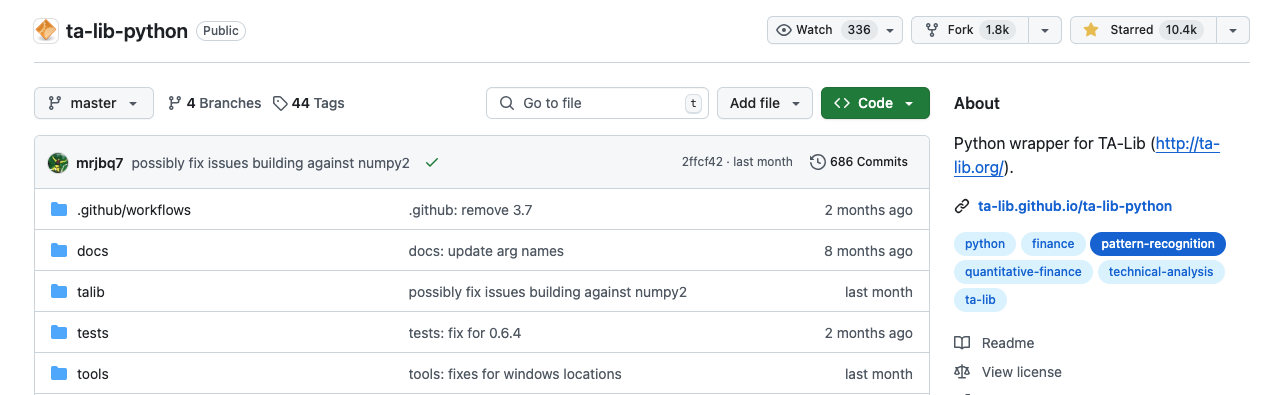 ta-lib-python Public Watch 336 Fork 1.8k Starred 10.4k
master 4 Branches 44 Tags Go to file t Add file Code
mrjbq7 possibly fix issues building against numpy2 2ffcf42 · last month 686 Commits
.github/workflows .github: remove 3.7 2 months ago
docs docs: update arg names 8 months ago
talib possibly fix issues building against numpy2 last month
tests tests: fix for 0.6.4 2 months ago
tools tools: fixes for windows locations last month
About
Python wrapper for TA-Lib (http://ta-
lib.org/).
ta-lib.github.io/ta-lib-python
python finance pattern-recognition
quantitative-finance technical-analysis
ta-lib
Readme
View license